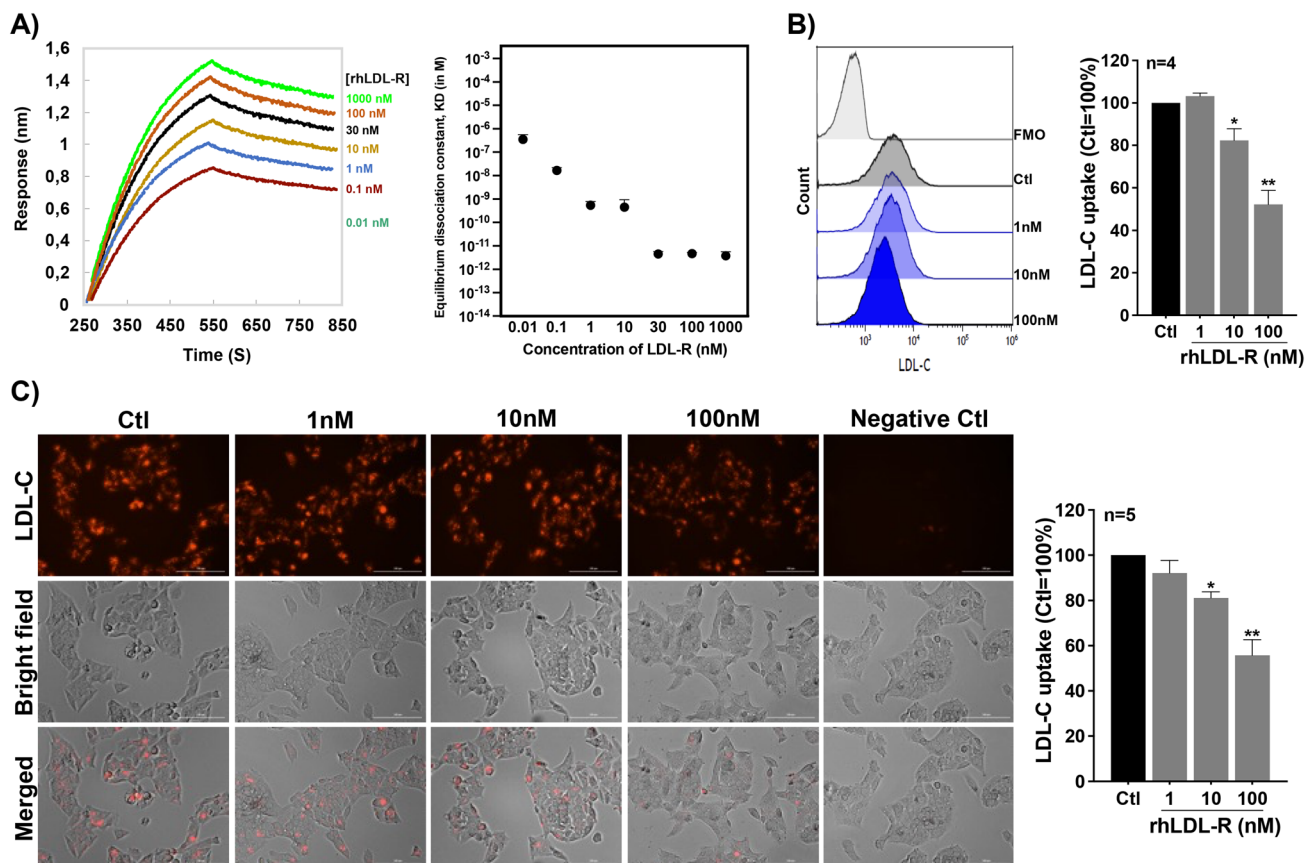 A)
1,6
1,4
1,2
1
0,8
0,6
0,4
0,2
0
250 350 450 550 650 750 850
Response (nm)
Time (S)
[rhLDL-R]
1000 nM
100 nM
30 nM
10 nM
1 nM
0.1 nM
0.01 nM
Equilibrium dissociation constant, KD (in M)
10-3
10-4
10-5
10-6
10-7
10-8
10-9
10-10
10-11
10-12
10-13
10-14
0.01 0.1 1 10 30 100 1000
Concentration of LDL-R (nM)
B)
Count
FMO
Ctl
1nM
10nM
100nM
10³ 10⁴ 10⁵ 10⁶
LDL-C
n=4
LDL-C uptake (Ctl=100%)
120
100
80
60
40
20
0
*
**
Ctl 1 10 100
rhLDL-R (nM)
C)
Ctl 1nM 10nM 100nM Negative Ctl
LDL-C
Bright field
Merged
n=5
LDL-C uptake (Ctl=100%)
120
100
80
60
40
20
0
*
**
Ctl 1 10 100
rhLDL-R (nM)